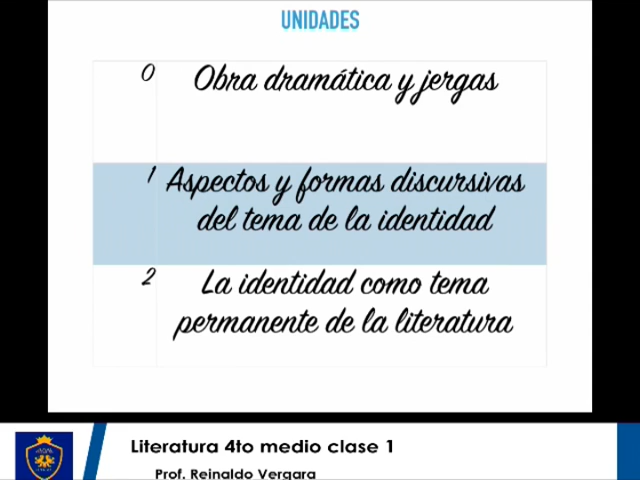 UNIDADES
0 Obra dramática y jergas
1 Aspectos y formas discursivas
del tema de la identidad
2 La identidad como tema
permanente de la literatura
Literatura 4to medio clase 1
Prof. Reinaldo Vergara